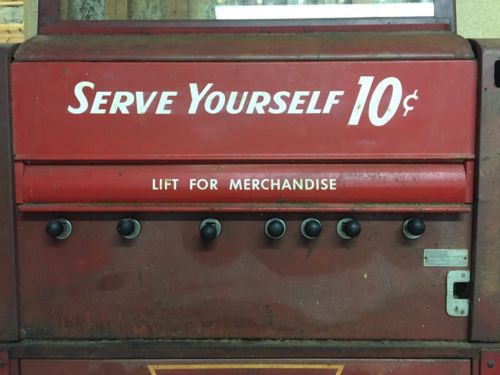 SERVE YOURSELF 10¢
LIFT FOR MERCHANDISE